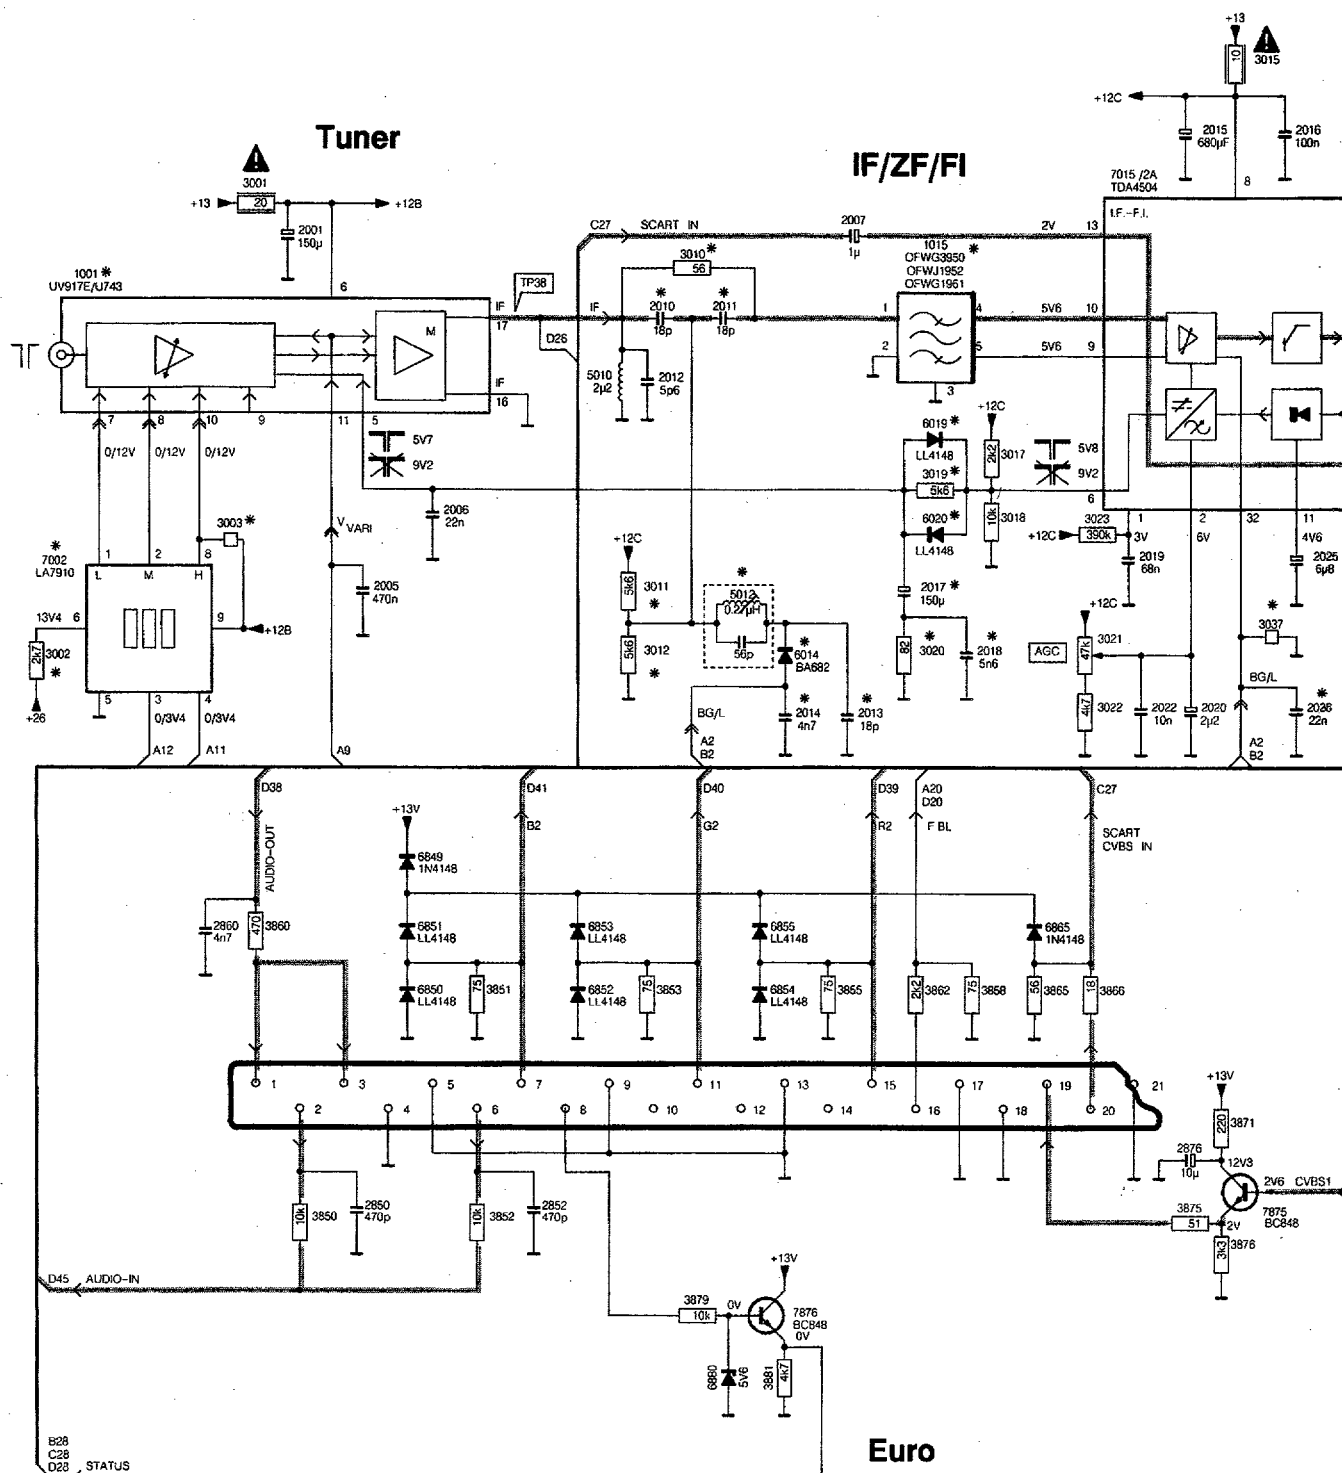 +13
10
3015
+12C
2015
680µF
2016
100n
Tuner
IF/ZF/FI
7015 /2A
TDA4504
8
3001
+13
20
+12B
2001
150µ
C27
SCART IN
2007
1µ
2V
13
I.F.-F.I.
1001 *
UV917E/U743
6
TP38
IF
17
D26
IF
3010 *
56
2010 *
18p
2011 *
18p
1015 *
OFWG3950
OFWJ1952
OFWG1961
1
2
3
4
5
5V6
10
5V6
9
M
IF
16
5010
2µ2
2012
5p6
7
8
10
9
11
5
0/12V
0/12V
0/12V
5V7
9V2
6019 *
LL4148
3019 *
5k6
6020 *
LL4148
+12C
2k2
3017
10k
3018
5V8
9V2
6
2006
22n
V VARI
3003 *
*
7002
LA7910
1
2
8
L
M
H
13V4
6
9
+12B
2k7
3002
*
+26
5
3
4
0/3V4
0/3V4
A12
A11
A9
2005
470n
+12C
5k6
3011
*
5k6
3012
*
*
5012
0.27µH
56p
*
6014
BA682
BG/L
A2
B2
*
2014
4n7
*
2013
18p
2017 *
150µ
82
*
3020
*
2018
5n6
+12C
3023
390k
1
3V
2
6V
32
11
4V6
2019
68n
2025
6µ8
+12C
AGC
47k
3021
4k7
3022
2022
10n
2020
2µ2
*
3037
BG/L
*
2026
22n
A2
B2
D38
AUDIO-OUT
+13V
6849
1N4148
D41
B2
D40
G2
D39
R2
A20
D20
F BL
C27
SCART
CVBS IN
2860
4n7
470
3860
6851
LL4148
6850
LL4148
75
3851
6853
LL4148
6852
LL4148
75
3853
6855
LL4148
6854
LL4148
75
3855
2k2
3862
75
3858
6865
1N4148
56
3865
18
3866
1
3
5
7
9
11
13
15
17
19
21
2
4
6
8
10
12
14
16
18
20
10k
3850
2850
470p
10k
3852
2852
470p
D45
AUDIO-IN
+13V
220
3871
2876
10µ
12V3
2V6
CVBS1
7875
BC848
3875
51
2V
3k3
3876
+13V
3879
10k
0V
7876
BC848
0V
6880
5V6
3881
4k7
B28
C28
D28
STATUS
Euro